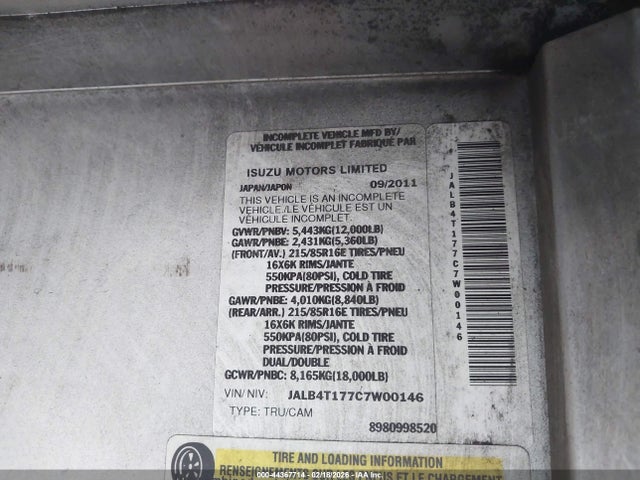 INCOMPLETE VEHICLE MFD BY/
VÉHICULE INCOMPLET FABRIQUÉ PAR
ISUZU MOTORS LIMITED
JAPAN/JAPON 09/2011
THIS VEHICLE IS AN INCOMPLETE
VEHICLE./LE VÉHICULE EST UN
VÉHICULE INCOMPLET.
GVWR/PNBV: 5,443KG(12,000LB)
GAWR/PNBE: 2,431KG(5,360LB)
(FRONT/AV.) 215/85R16E TIRES/PNEU
16X6K RIMS/JANTE
550KPA(80PSI), COLD TIRE
PRESSURE/PRESSION À FROID
GAWR/PNBE: 4,010KG(8,840LB)
(REAR/ARR.) 215/85R16E TIRES/PNEU
16X6K RIMS/JANTE
550KPA(80PSI), COLD TIRE
PRESSURE/PRESSION À FROID
DUAL/DOUBLE
GCWR/PNBC: 8,165KG(18,000LB)
VIN/NIV: JALB4T177C7W00146
TYPE: TRU/CAM
8980998520
JALB4T177C7W00146
TIRE AND LOADING INFORMATION
RENSEIGNEMENTS
LE CHARGEMENT
000-44367714 - 02/18/2026 -